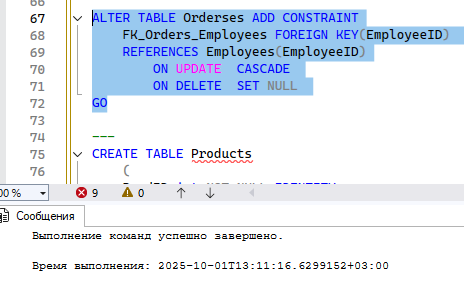 67 ALTER TABLE Orderses ADD CONSTRAINT
68 FK_Orders_Employees FOREIGN KEY(EmployeeID)
69 REFERENCES Employees(EmployeeID)
70 ON UPDATE CASCADE
71 ON DELETE SET NULL
72 GO
73
74 ---
75 CREATE TABLE Products
76 (
00 % 9 0
Сообщения
Выполнение команд успешно завершено.
Время выполнения: 2025-10-01T13:11:16.6299152+03:00